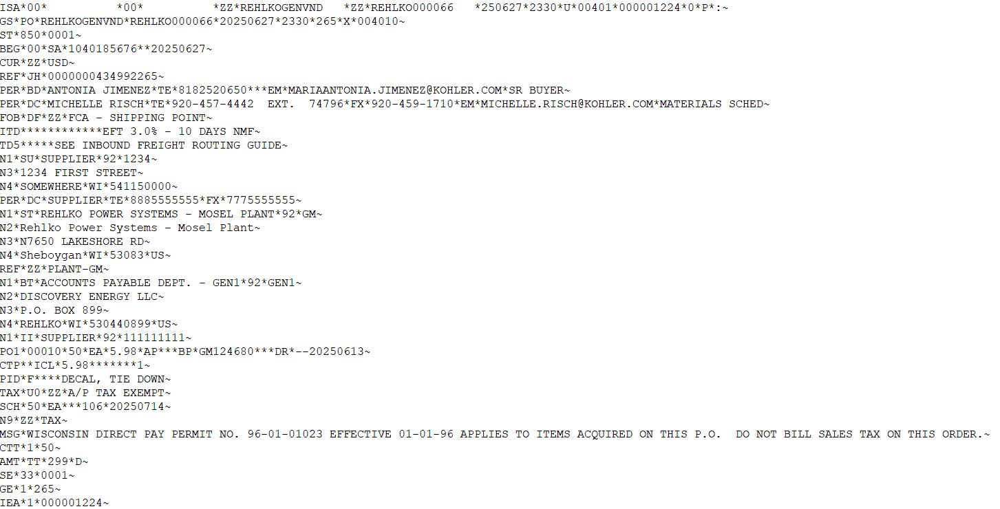 ISA*00*          *00*          *ZZ*REHLKOGENVND   *ZZ*REHLKO000066   *250627*2330*U*00401*000001224*0*P*:~
GS*PO*REHLKOGENVND*REHLKO000066*20250627*2330*265*X*004010~
ST*850*0001~
BEG*00*SA*1040185676**20250627~
CUR*ZZ*USD~
REF*JH*0000000434992265~
PER*BD*ANTONIA JIMENEZ*TE*8182520650***EM*MARIAANTONIA.JIMENEZ@KOHLER.COM*SR BUYER~
PER*DC*MICHELLE RISCH*TE*920-457-4442  EXT.  74796*FX*920-459-1710*EM*MICHELLE.RISCH@KOHLER.COM*MATERIALS SCHED~
FOB*DF*ZZ*FCA - SHIPPING POINT~
ITD************EFT 3.0% - 10 DAYS NMF~
TD5*****SEE INBOUND FREIGHT ROUTING GUIDE~
N1*SU*SUPPLIER*92*1234~
N3*1234 FIRST STREET~
N4*SOMEWHERE*WI*541150000~
PER*DC*SUPPLIER*TE*8885555555*FX*7775555555~
N1*ST*REHLKO POWER SYSTEMS - MOSEL PLANT*92*GM~
N2*Rehlko Power Systems - Mosel Plant~
N3*N7650 LAKESHORE RD~
N4*Sheboygan*WI*53083*US~
REF*ZZ*PLANT-GM~
N1*BT*ACCOUNTS PAYABLE DEPT. - GEN1*92*GEN1~
N2*DISCOVERY ENERGY LLC~
N3*P.O. BOX 899~
N4*REHLKO*WI*530440899*US~
N1*II*SUPPLIER*92*111111111~
PO1*00010*50*EA*5.98*AP***BP*GM124680***DR*--20250613~
CTP**ICL*5.98*******1~
PID*F****DECAL, TIE DOWN~
TAX*U0*ZZ*A/P TAX EXEMPT~
SCH*50*EA***106*20250714~
N9*ZZ*TAX~
MSG*WISCONSIN DIRECT PAY PERMIT NO. 96-01-01023 EFFECTIVE 01-01-96 APPLIES TO ITEMS ACQUIRED ON THIS P.O.  DO NOT BILL SALES TAX ON THIS ORDER.~
CTT*1*50~
AMT*TT*299*D~
SE*33*0001~
GE*1*265~
IEA*1*000001224~